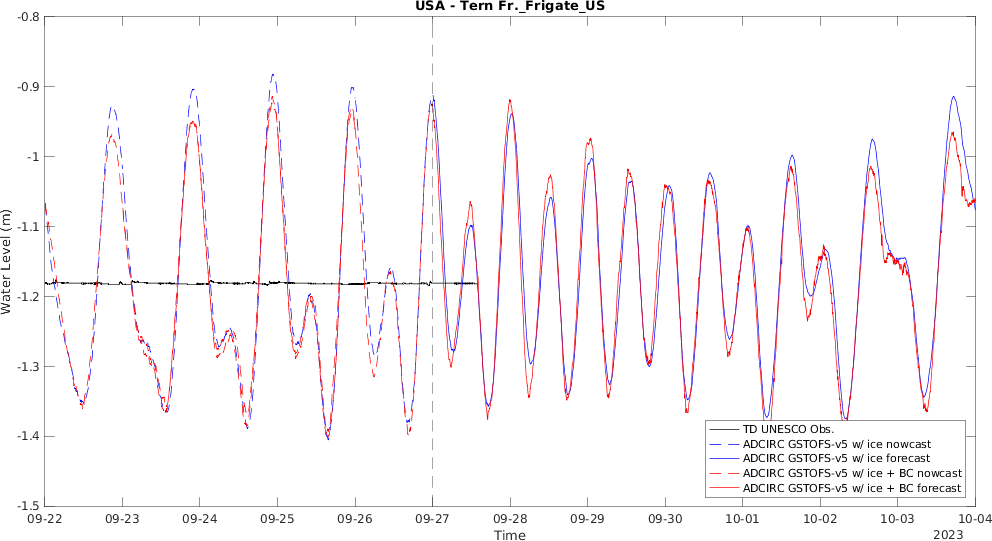 USA - Tern Fr._Frigate_US
-0.8
-0.9
-1
-1.1
-1.2
-1.3
-1.4
-1.5
Water Level (m)
TD UNESCO Obs.
ADCIRC GSTOFS-v5 w/ ice nowcast
ADCIRC GSTOFS-v5 w/ ice forecast
ADCIRC GSTOFS-v5 w/ ice + BC nowcast
ADCIRC GSTOFS-v5 w/ ice + BC forecast
09-22 09-23 09-24 09-25 09-26 09-27 09-28 09-29 09-30 10-01 10-02 10-03 10-04
Time
2023